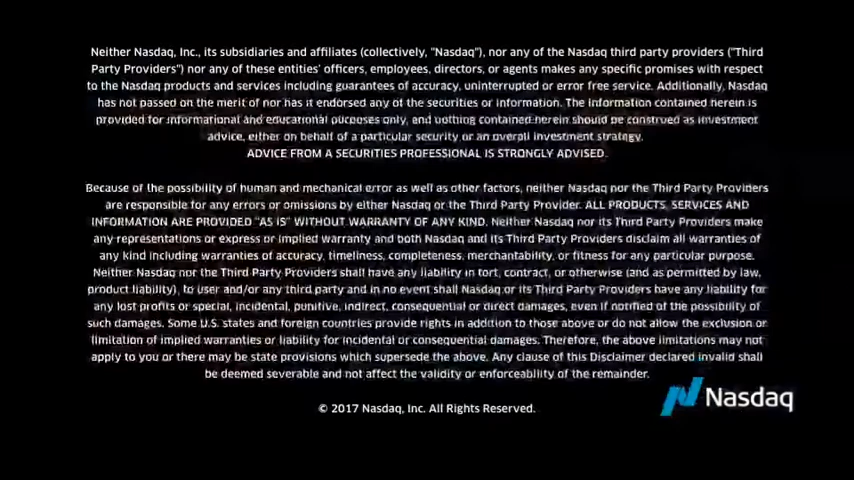 Neither Nasdaq, Inc., its subsidiaries and affiliates (collectively, "Nasdaq"), nor any of the Nasdaq third party providers ("Third
Party Providers") nor any of these entities' officers, employees, directors, or agents makes any specific promises with respect
to the Nasdaq products and services including guarantees of accuracy, uninterrupted or error free service. Additionally, Nasdaq
has not passed on the merit of nor has it endorsed any of the securities or information. The information contained herein is
provided for informational and educational purposes only, and nothing contained herein should be construed as investment
advice, either on behalf of a particular security or an overall investment strategy.
ADVICE FROM A SECURITIES PROFESSIONAL IS STRONGLY ADVISED.
Because of the possibility of human and mechanical error as well as other factors, neither Nasdaq nor the Third Party Providers
are responsible for any errors or omissions by either Nasdaq or the Third Party Provider. ALL PRODUCTS, SERVICES AND
INFORMATION ARE PROVIDED "AS IS" WITHOUT WARRANTY OF ANY KIND. Neither Nasdaq nor its Third Party Providers make
any representations or express or implied warranty and both Nasdaq and its Third Party Providers disclaim all warranties of
any kind including warranties of accuracy, timeliness, completeness, merchantability, or fitness for any particular purpose.
Neither Nasdaq nor the Third Party Providers shall have any liability in tort, contract, or otherwise (and as permitted by law,
product liability), to user and/or any third party and in no event shall Nasdaq or its Third Party Providers have any liability for
any lost profits or special, incidental, punitive, indirect, consequential or direct damages, even if notified of the possibility of
such damages. Some U.S. states and foreign countries provide rights in addition to those above or do not allow the exclusion or
limitation of implied warranties or liability for incidental or consequential damages. Therefore, the above limitations may not
apply to you or there may be state provisions which supersede the above. Any clause of this Disclaimer declared invalid shall
be deemed severable and not affect the validity or enforceability of the remainder.
© 2017 Nasdaq, Inc. All Rights Reserved.
Nasdaq